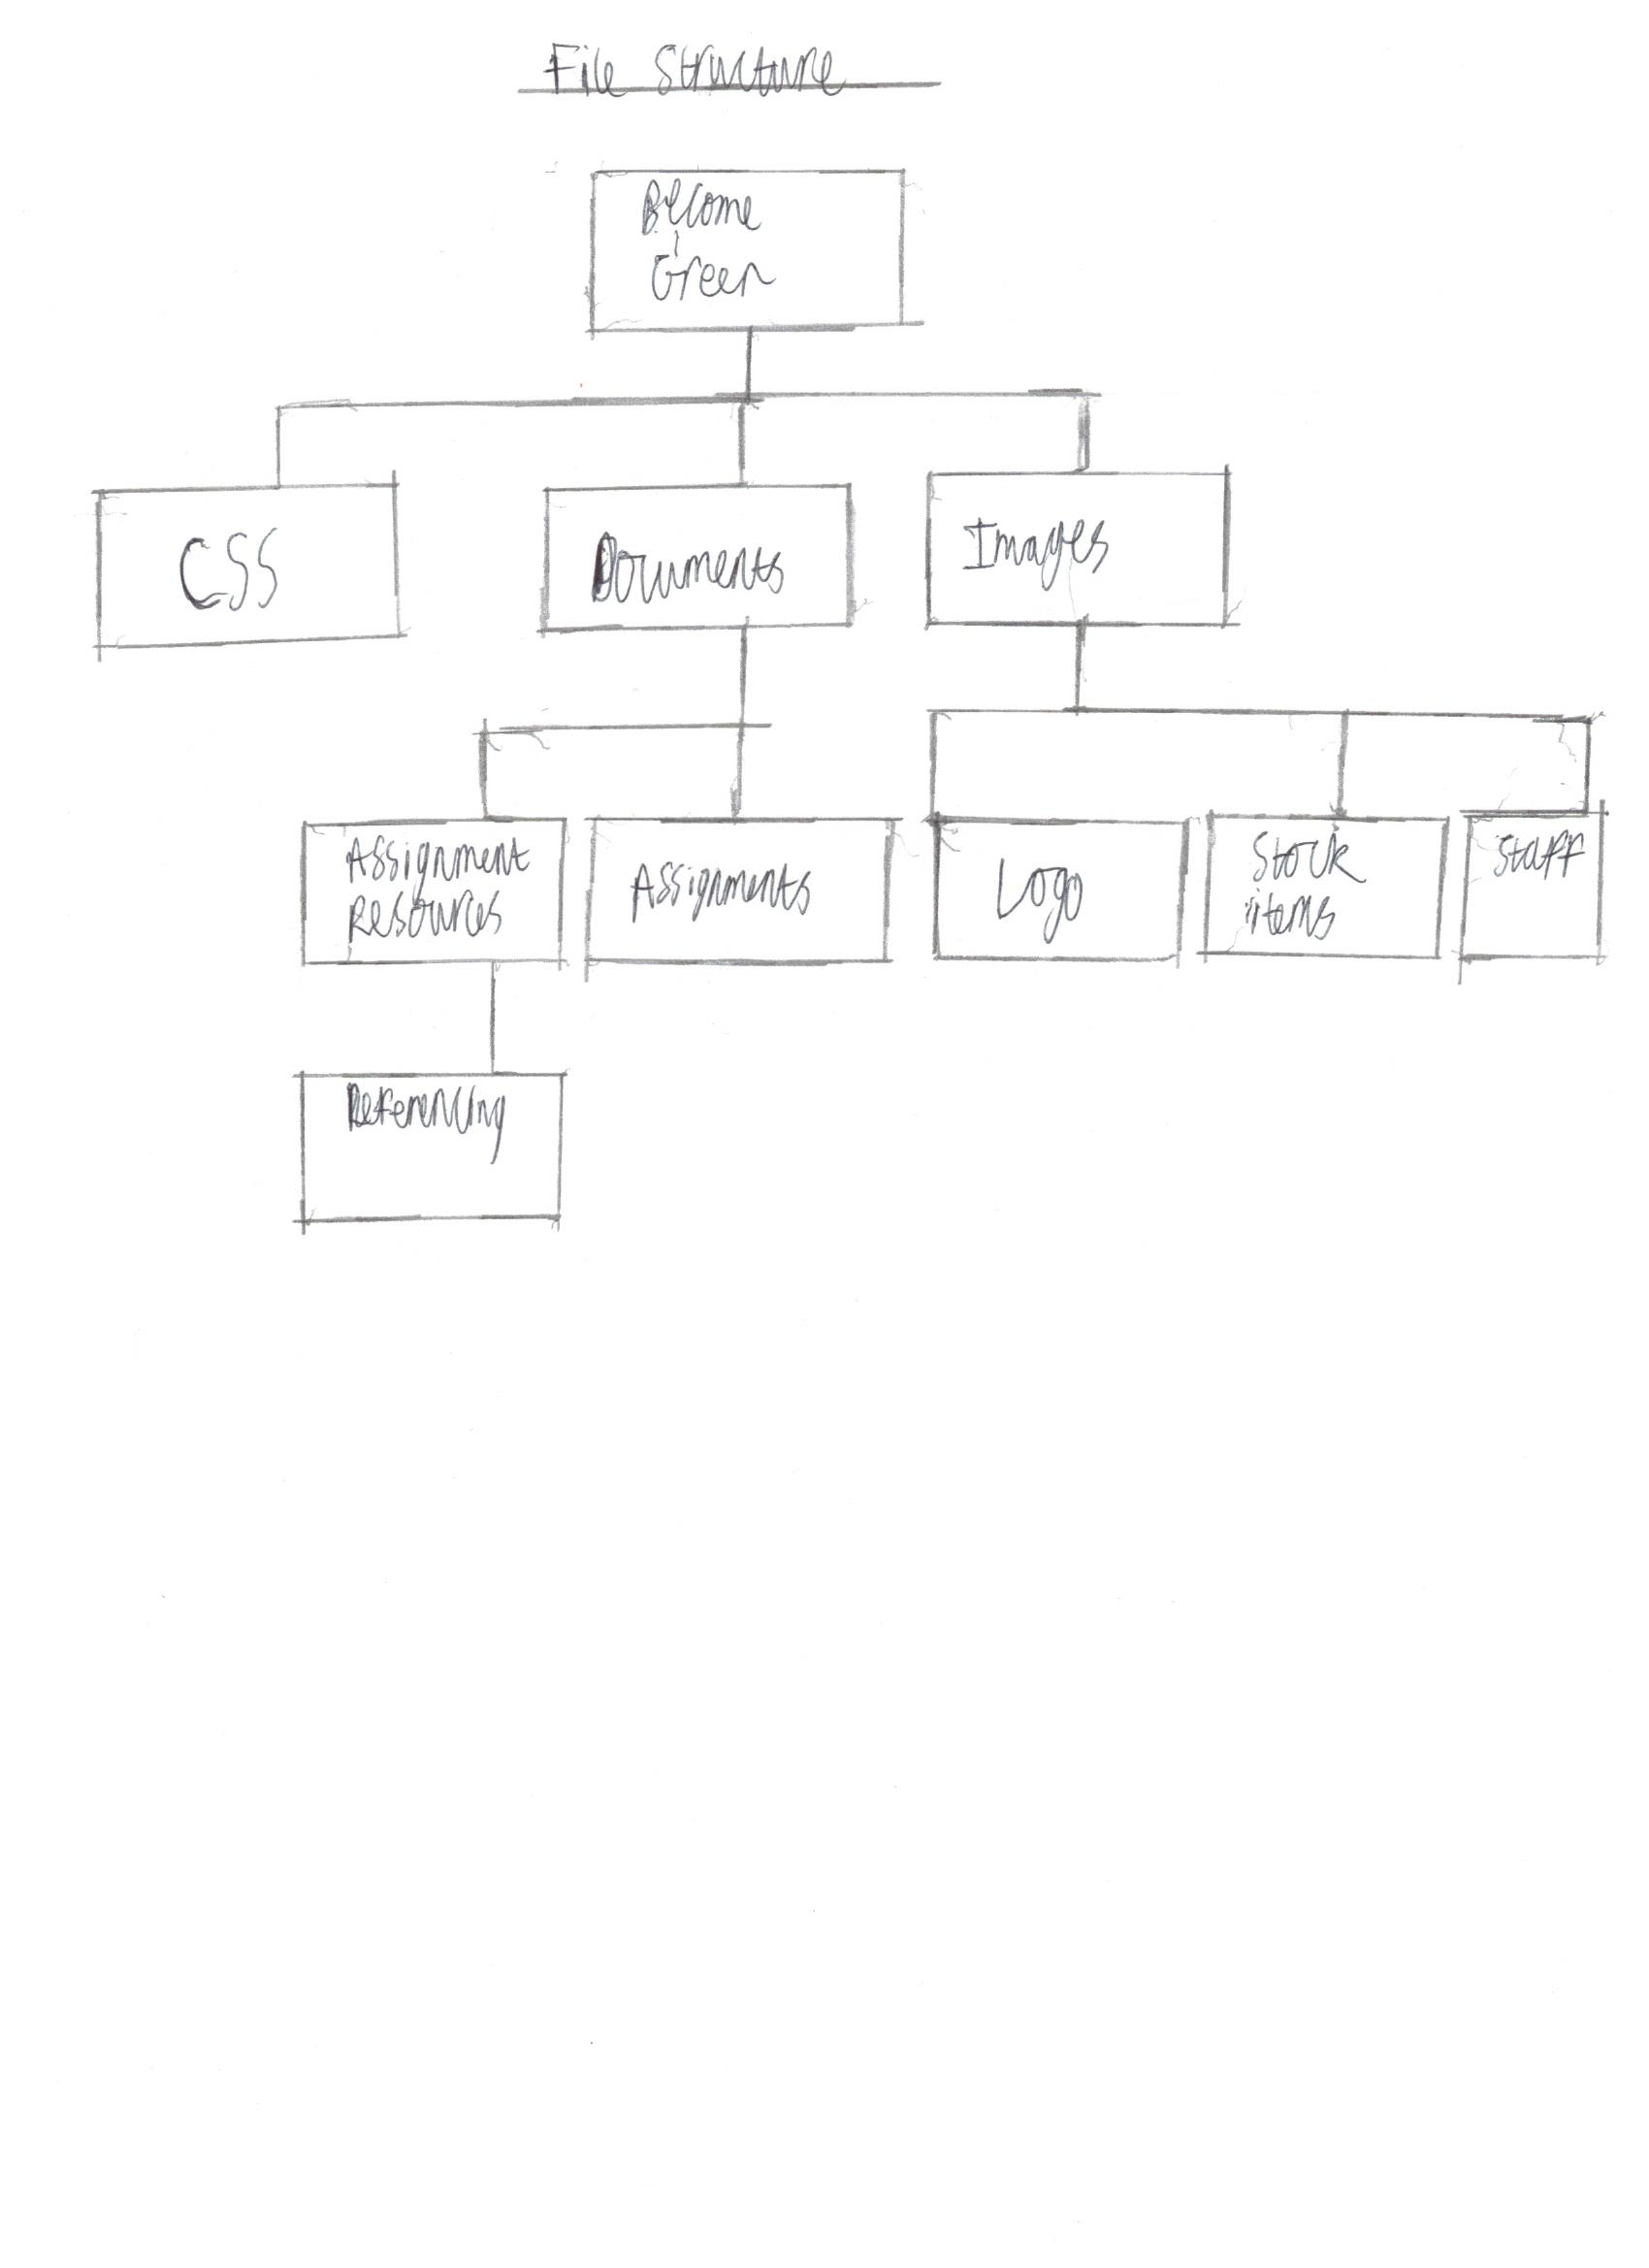 File Structure
Become
Green
CSS
Documents
Images
Assignment
Resources
Assignments
Logo
Stock
items
Staff
Referencing